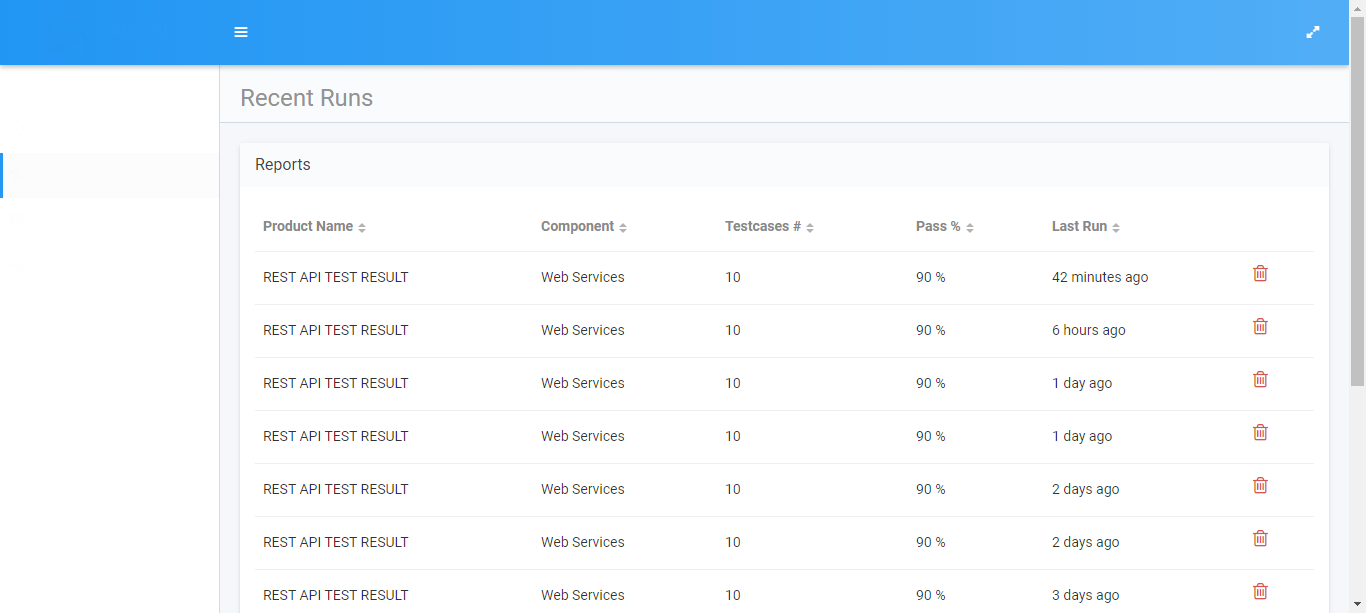 Recent Runs
Reports
Product Name Component Testcases # Pass % Last Run
REST API TEST RESULT Web Services 10 90 % 42 minutes ago
REST API TEST RESULT Web Services 10 90 % 6 hours ago
REST API TEST RESULT Web Services 10 90 % 1 day ago
REST API TEST RESULT Web Services 10 90 % 1 day ago
REST API TEST RESULT Web Services 10 90 % 2 days ago
REST API TEST RESULT Web Services 10 90 % 2 days ago
REST API TEST RESULT Web Services 10 90 % 3 days ago